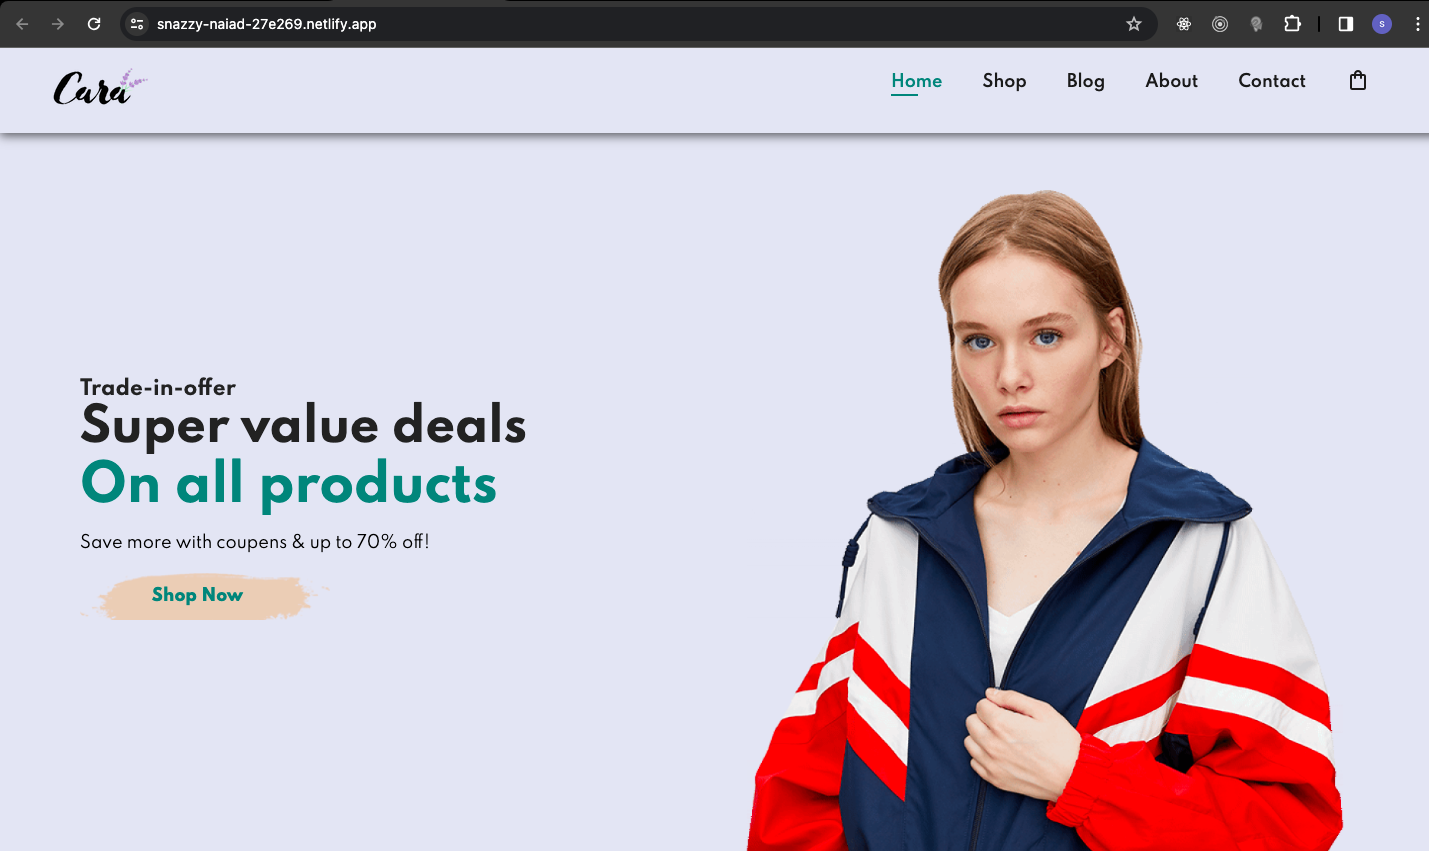 snazzy-naiad-27e269.netlify.app
S
Cara
Home Shop Blog About Contact
Trade-in-offer
Super value deals
On all products
Save more with coupens & up to 70% off!
Shop Now